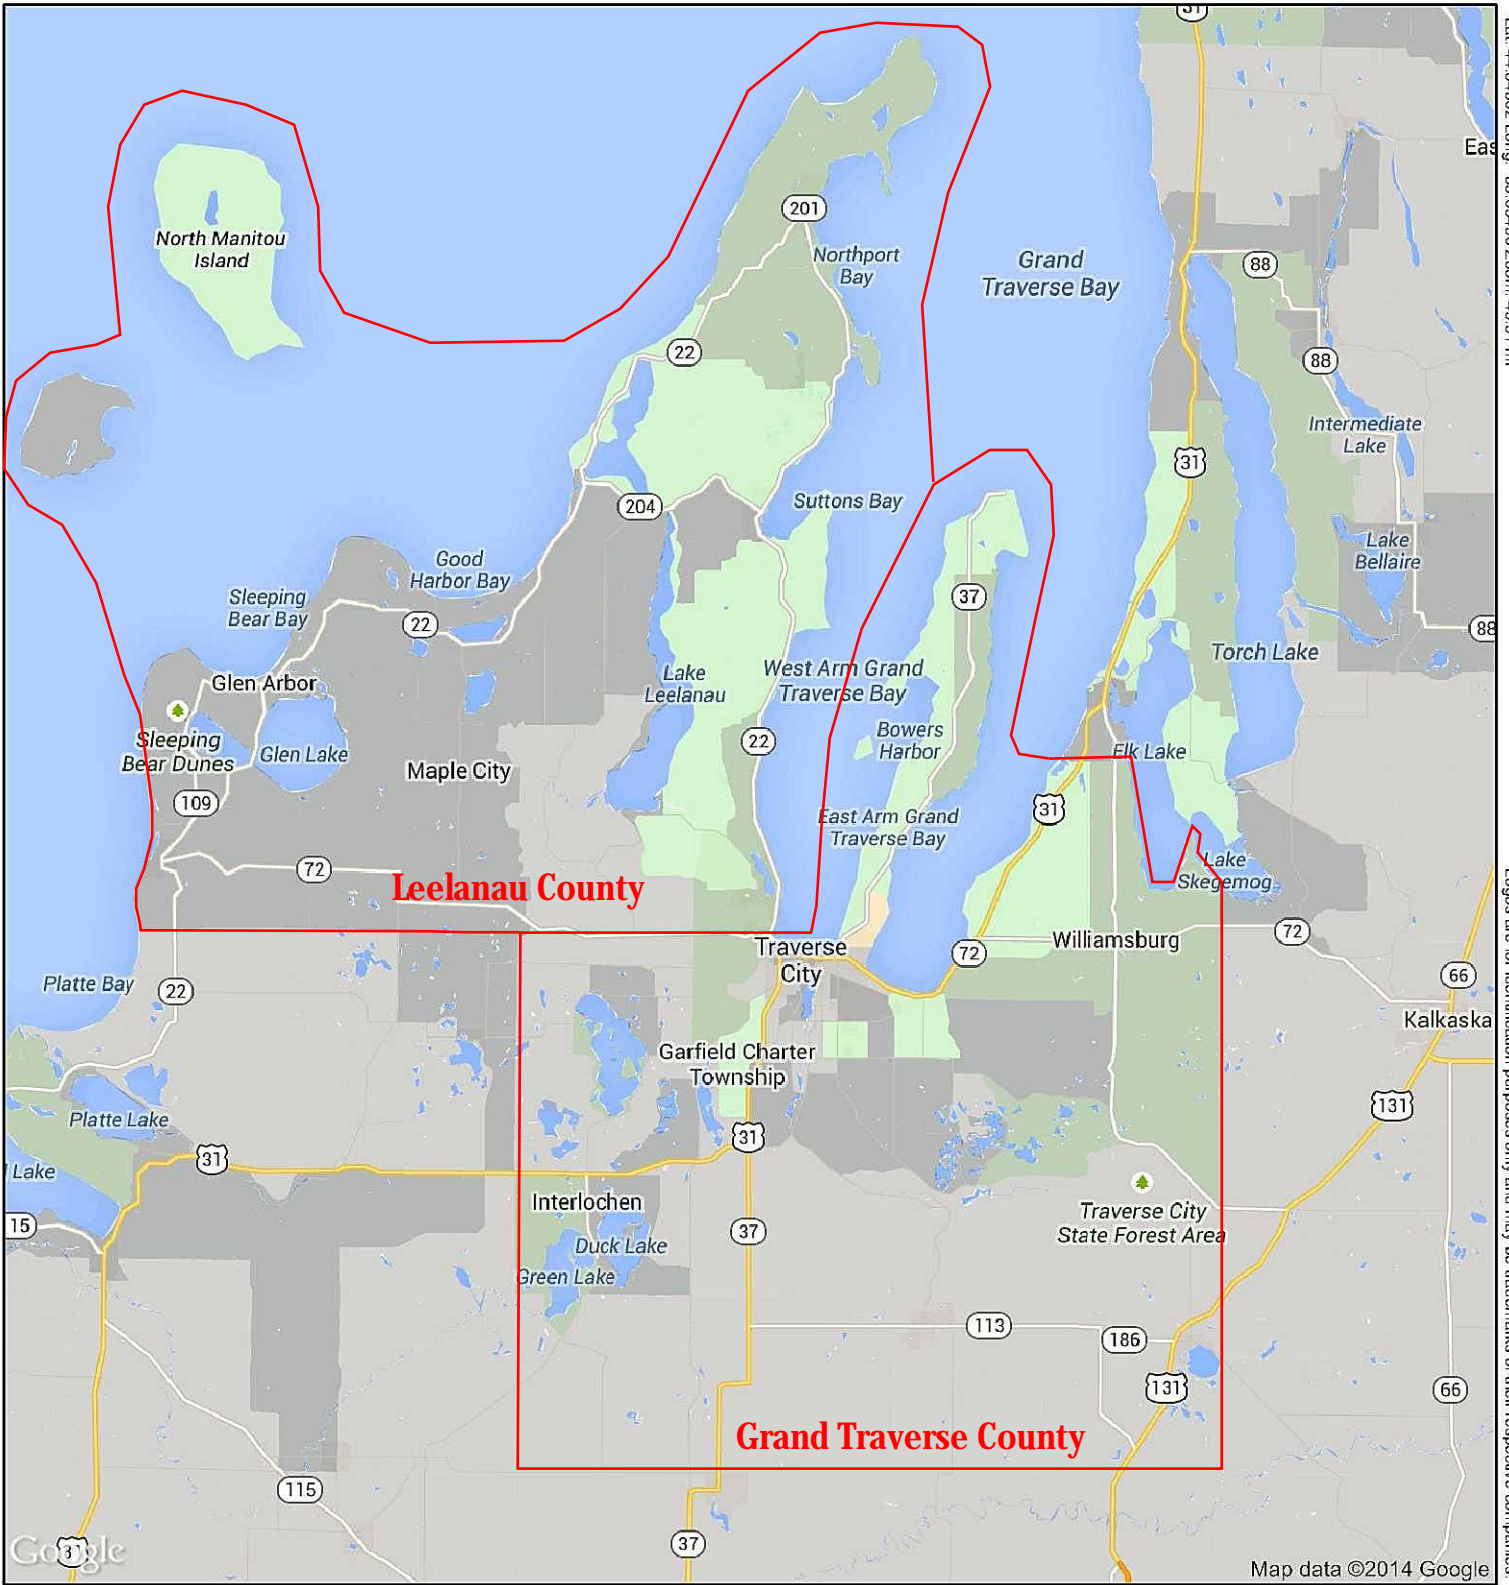 31
Eas
North Manitou
Island
201
Northport
Bay
Grand
Traverse Bay
88
22
88
Intermediate
Lake
31
204
Suttons Bay
Good
Harbor Bay
Lake
Bellaire
Sleeping
Bear Bay
37
22
88
Torch Lake
Glen Arbor
Lake
Leelanau
West Arm Grand
Traverse Bay
Sleeping
Bear Dunes
Glen Lake
22
Bowers
Harbor
Elk Lake
Maple City
109
31
East Arm Grand
Traverse Bay
72
Leelanau County
Lake
Skegemog
72
Traverse
City
72
Williamsburg
Platte Bay
22
66
Kalkaska
Garfield Charter
Township
Platte Lake
131
31
31
l Lake
Interlochen
Traverse City
State Forest Area
15
37
Duck Lake
Green Lake
113
186
131
66
Grand Traverse County
115
37
Google
Map data ©2014 Google